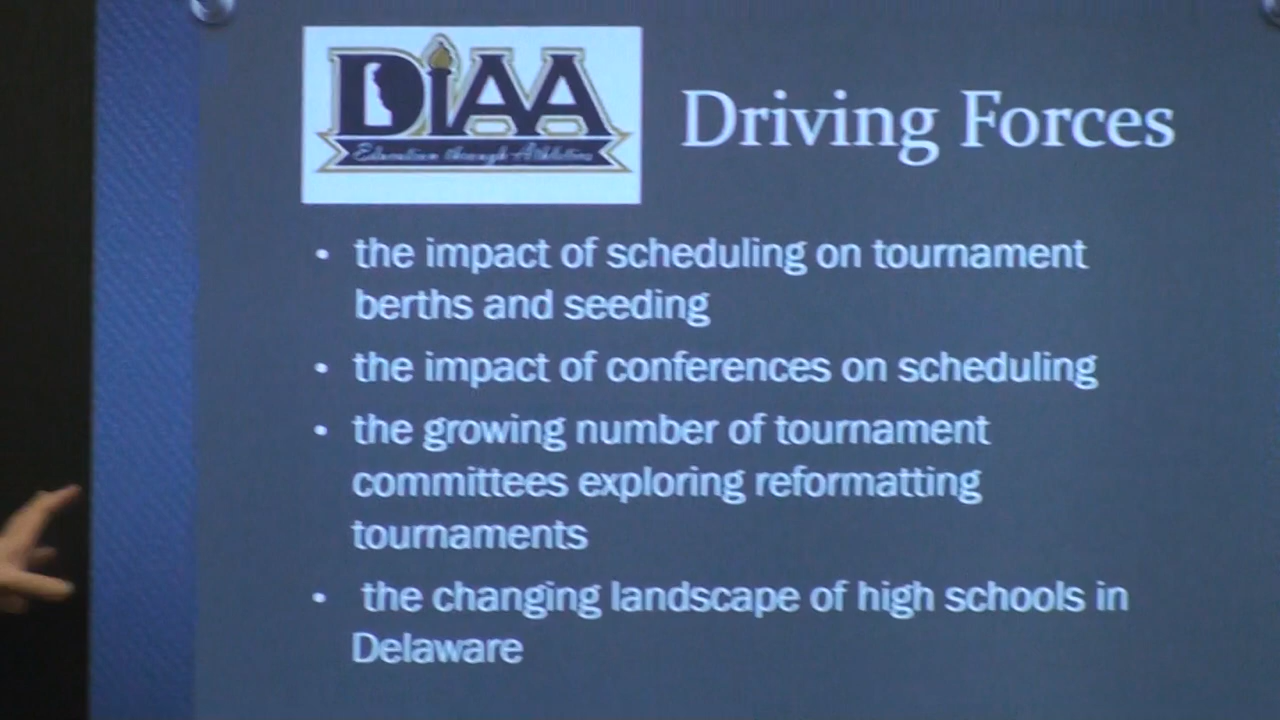 DIAA
Education through Athletics
Driving Forces
• the impact of scheduling on tournament
berths and seeding
• the impact of conferences on scheduling
• the growing number of tournament
committees exploring reformatting
tournaments
• the changing landscape of high schools in
Delaware